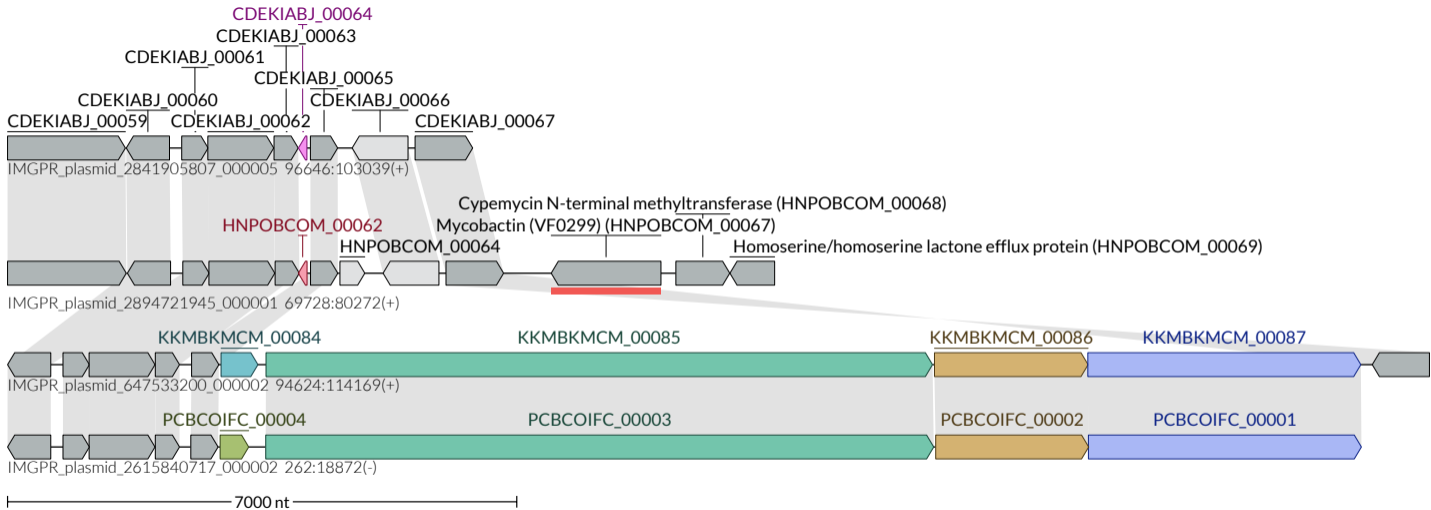 CDEKIABJ_00064
CDEKIABJ_00063
CDEKIABJ_00061
CDEKIABJ_00065
CDEKIABJ_00060 CDEKIABJ_00066
CDEKIABJ_00059 CDEKIABJ_00062 CDEKIABJ_00067
IMGPR_plasmid_2841905807_000005 96646:103039(+)
Cypemycin N-terminal methyltransferase (HNPOBCOM_00068)
HNPOBCOM_00062 Mycobactin (VF0299) (HNPOBCOM_00067)
HNPOBCOM_00064 Homoserine/homoserine lactone efflux protein (HNPOBCOM_00069)
IMGPR_plasmid_2894721945_000001 69728:80272(+)
KKMBKMCM_00084 KKMBKMCM_00085 KKMBKMCM_00086 KKMBKMCM_00087
IMGPR_plasmid_647533200_000002 94624:114169(+)
PCBCOIFC_00004 PCBCOIFC_00003 PCBCOIFC_00002 PCBCOIFC_00001
IMGPR_plasmid_2615840717_000002 262:18872(-)
7000 nt